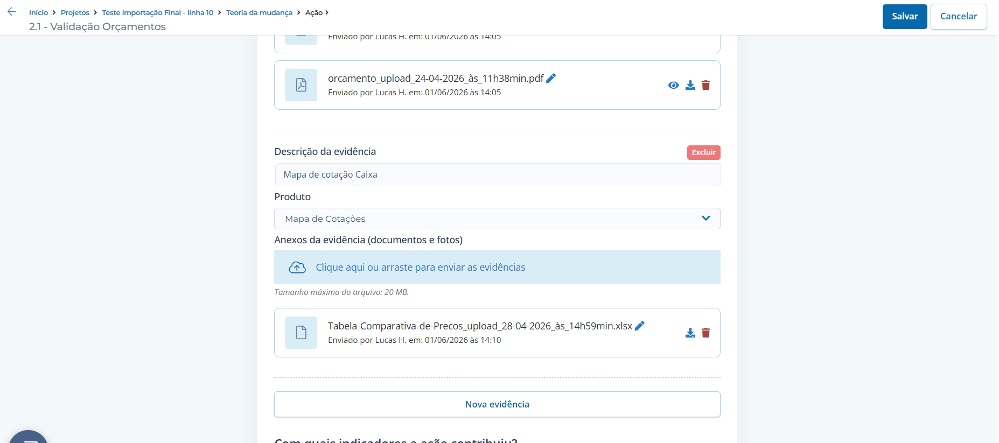 Início > Projetos > Teste importação Final - linha 10 > Teoria da mudança > Ação >
2.1 - Validação Orçamentos
Salvar
Cancelar
Enviado por Lucas H. em: 01/06/2026 às 14:05
orcamento_upload_24-04-2026_às_11h38min.pdf
Enviado por Lucas H. em: 01/06/2026 às 14:05
Descrição da evidência
Excluir
Mapa de cotação Caixa
Produto
Mapa de Cotações
Anexos da evidência (documentos e fotos)
Clique aqui ou arraste para enviar as evidências
Tamanho máximo do arquivo: 20 MB.
Tabela-Comparativa-de-Precos_upload_28-04-2026_às_14h59min.xlsx
Enviado por Lucas H. em: 01/06/2026 às 14:10
Nova evidência
Com quais indicadores a ação contribuiu?